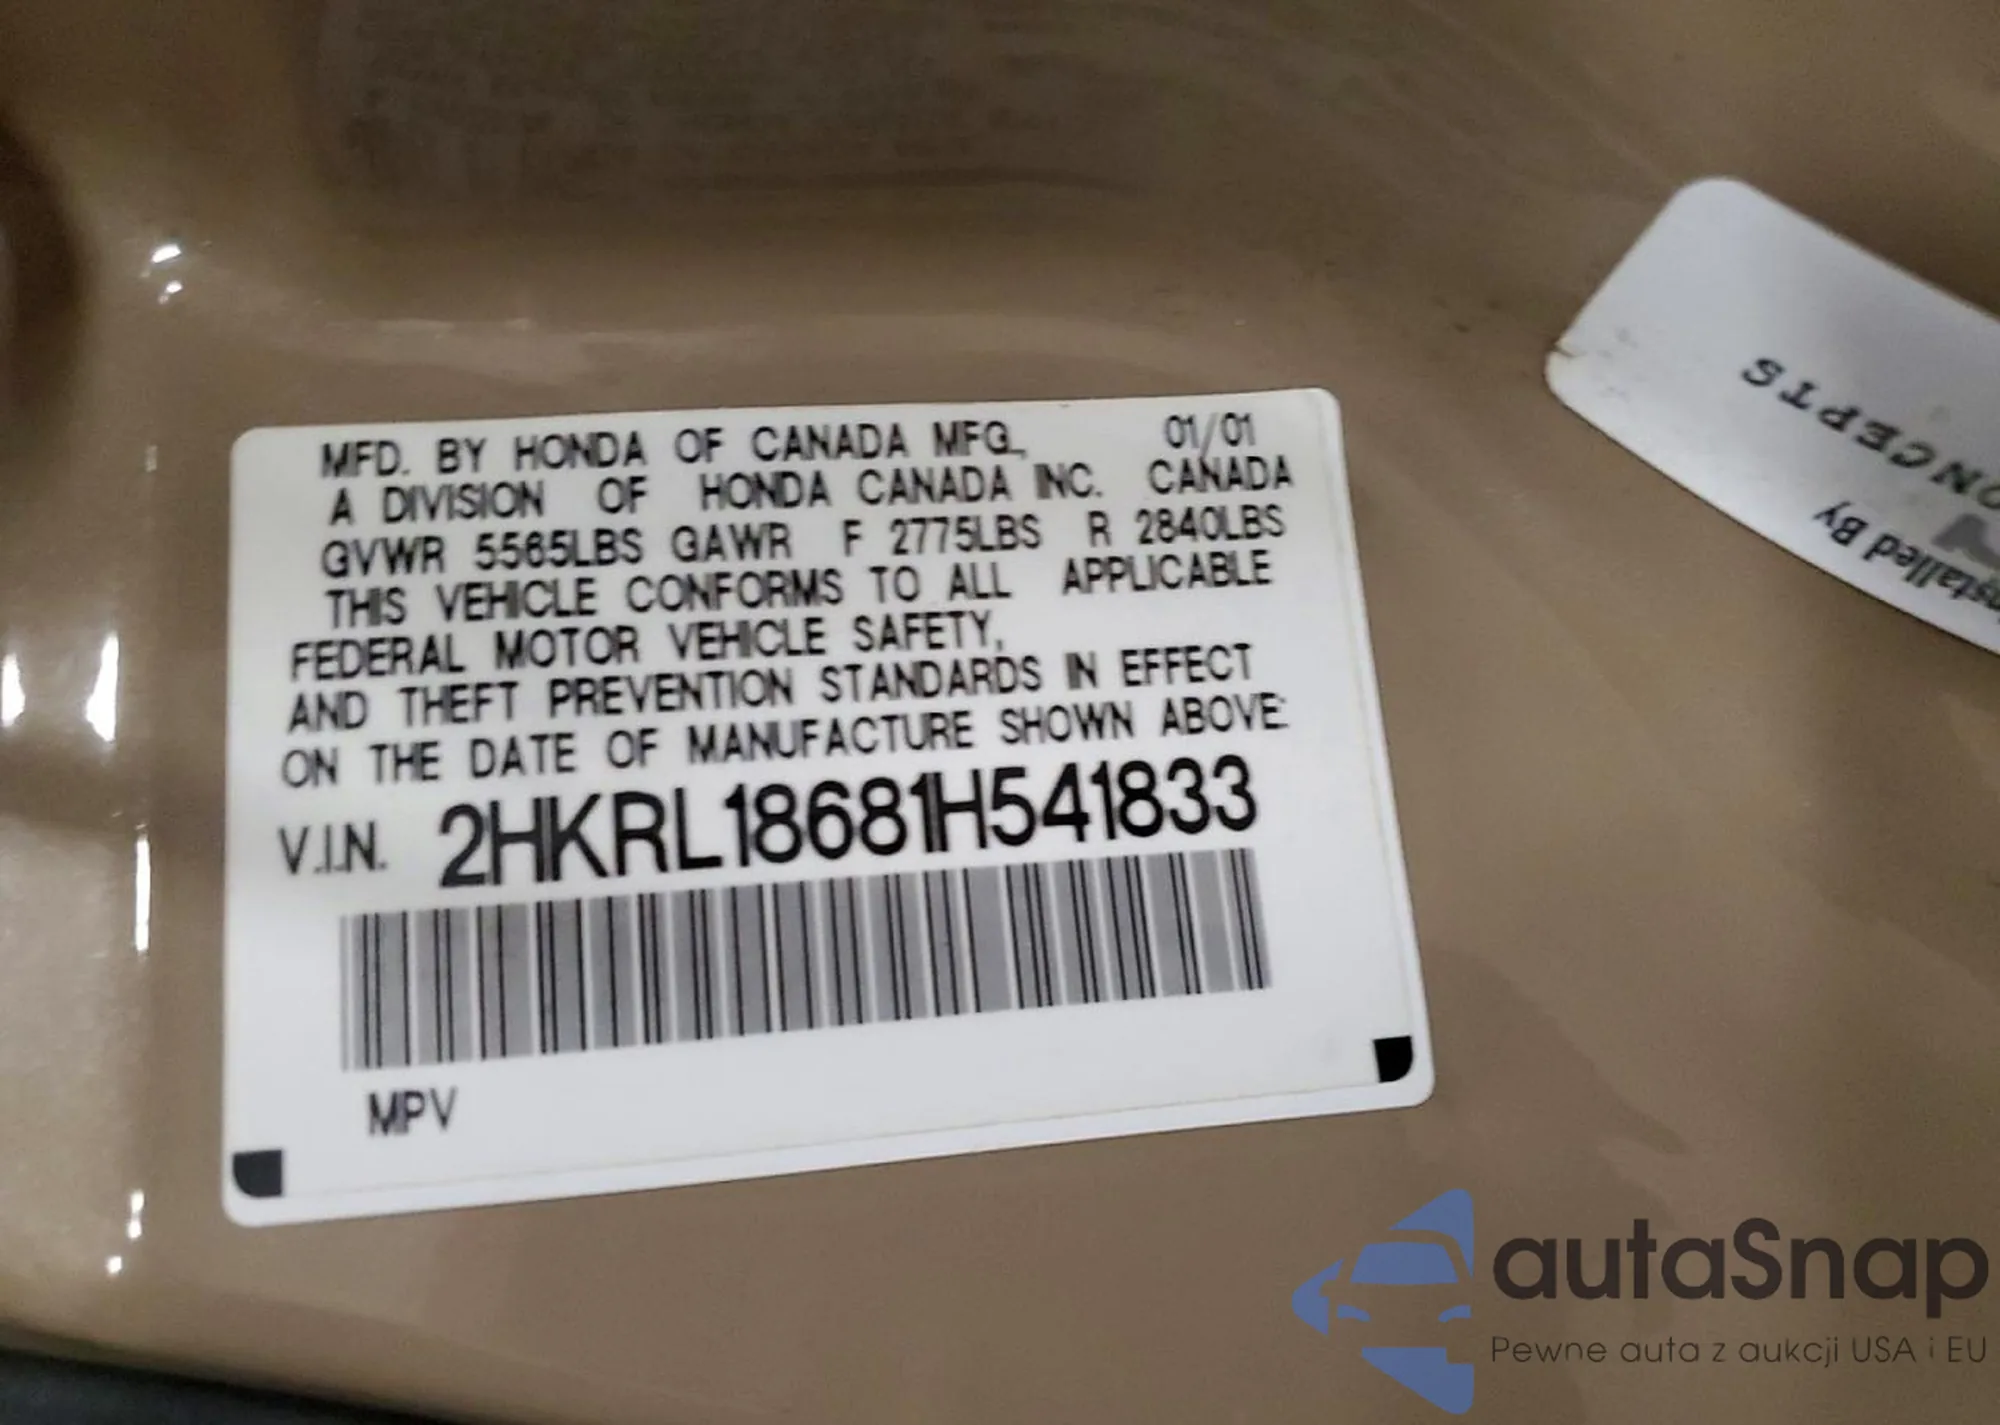 MFD. BY HONDA OF CANADA MFG., 01/01
A DIVISION OF HONDA CANADA INC. CANADA
GVWR 5565LBS GAWR F 2775LBS R 2840LBS
THIS VEHICLE CONFORMS TO ALL APPLICABLE
FEDERAL MOTOR VEHICLE SAFETY,
AND THEFT PREVENTION STANDARDS IN EFFECT
ON THE DATE OF MANUFACTURE SHOWN ABOVE:
V.I.N. 2HKRL18681H541833
MPV
Installed By
ONCEPTS
autaSnap
Pewne auta z aukcji USA i EU